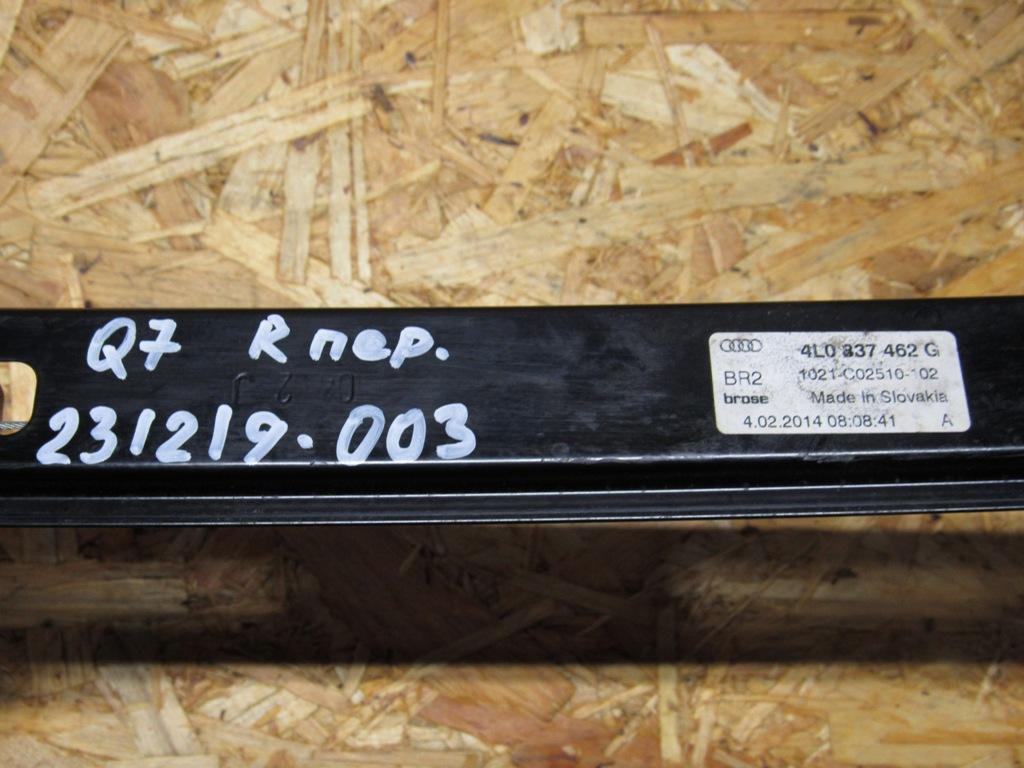 Q7 R пер.
231219-003
4L0 837 462 G
BR2 1021-C02510-102
brose Made in Slovakia
4.02.2014 08:08:41 A